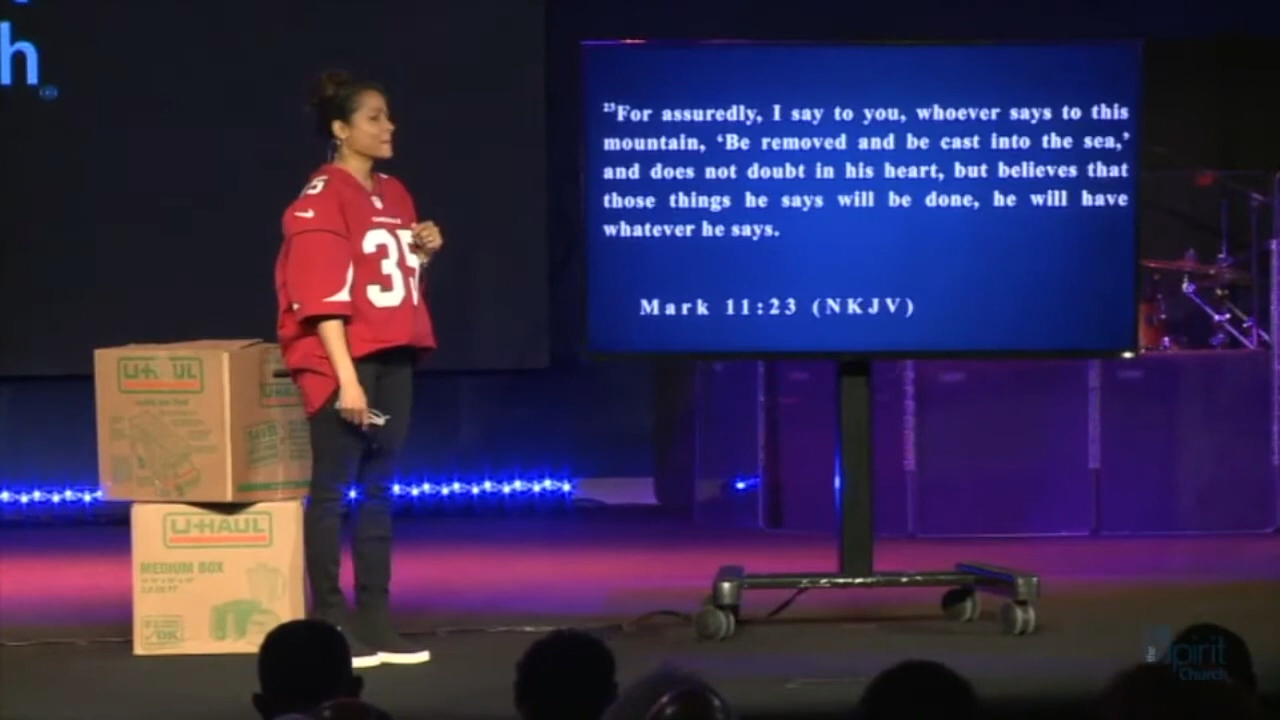 h
²³For assuredly, I say to you, whoever says to this
mountain, ‘Be removed and be cast into the sea,’
and does not doubt in his heart, but believes that
those things he says will be done, he will have
whatever he says.
Mark 11:23 (NKJV)
35
35
U-HAUL
U-HAUL
MEDIUM BOX
the Spirit
Church